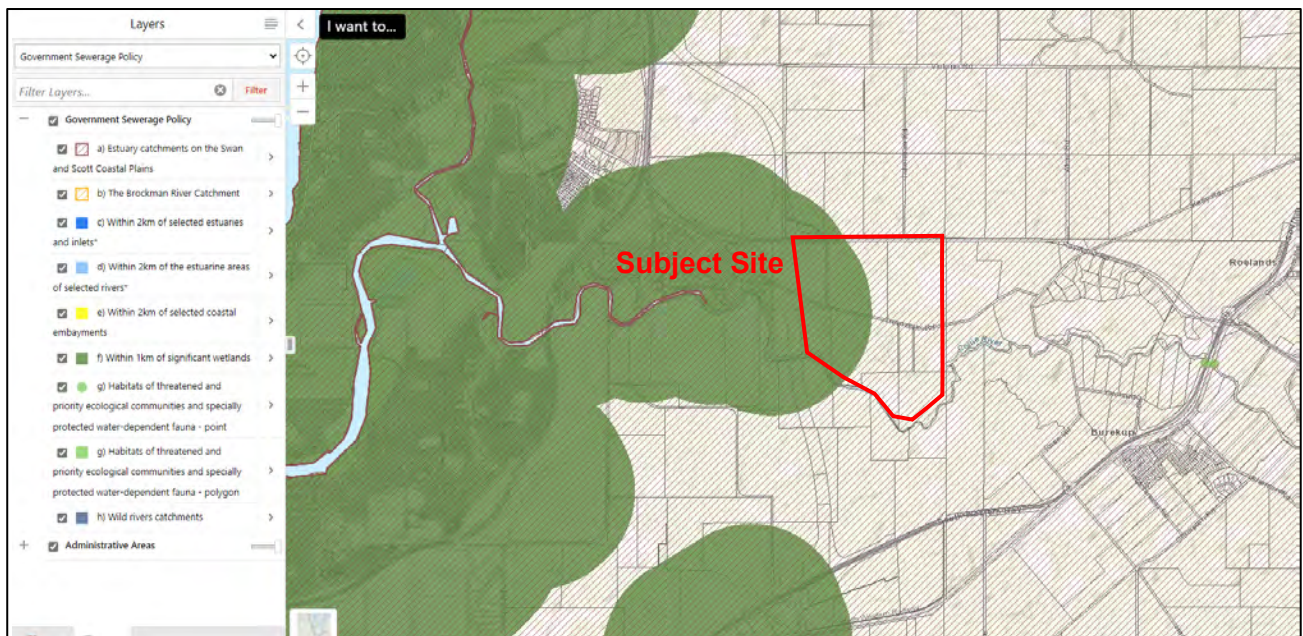 Layers
I want to...
Government Sewerage Policy
Filter Layers...
Filter
Government Sewerage Policy
a) Estuary catchments on the Swan
and Scott Coastal Plains
b) The Brockman River Catchment
c) Within 2km of selected estuaries
and inlets*
d) Within 2km of the estuarine areas
of selected rivers*
e) Within 2km of selected coastal
embayments
f) Within 1km of significant wetlands
g) Habitats of threatened and
priority ecological communities and specially
protected water-dependent fauna - point
g) Habitats of threatened and
priority ecological communities and specially
protected water-dependent fauna - polygon
h) Wild rivers catchments
Administrative Areas
Subject Site
Roelands
Burekup